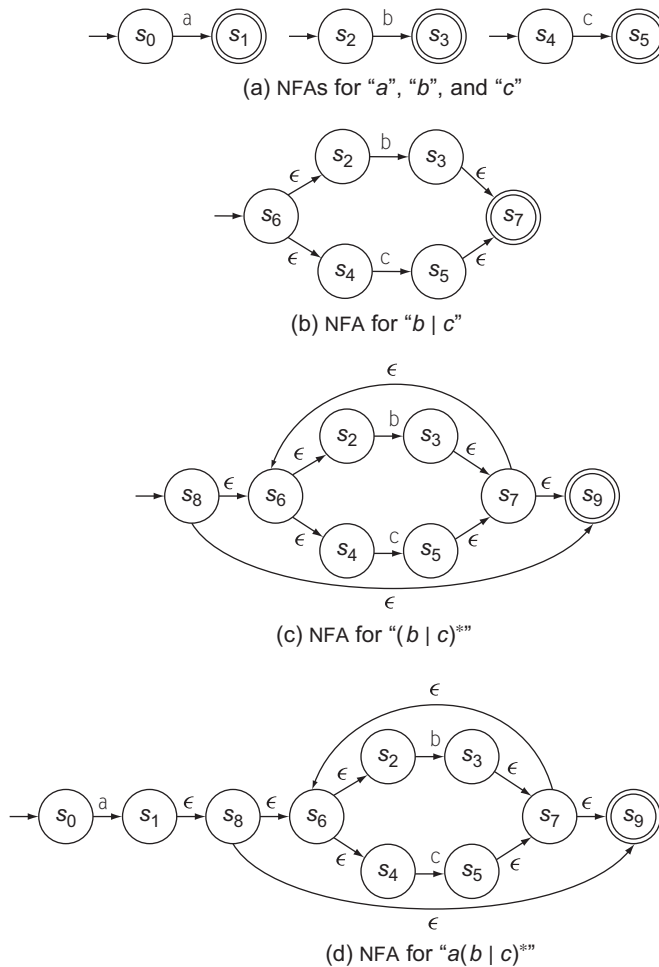 a b c
s0 s1 s2 s3 s4 s5
(a) NFAs for “a”, “b”, and “c”
b
s2 s3
ϵ ϵ
s6 s7
ϵ c ϵ
s4 s5
(b) NFA for “b | c”
ϵ
b
s2 s3
ϵ ϵ
s8 ϵ s6 s7 ϵ s9
ϵ c ϵ
s4 s5
ϵ
(c) NFA for “(b | c)*”
ϵ
b
s2 s3
ϵ ϵ
s0 a s1 ϵ s8 ϵ s6 s7 ϵ s9
ϵ c ϵ
s4 s5
ϵ
(d) NFA for “a(b | c)*”